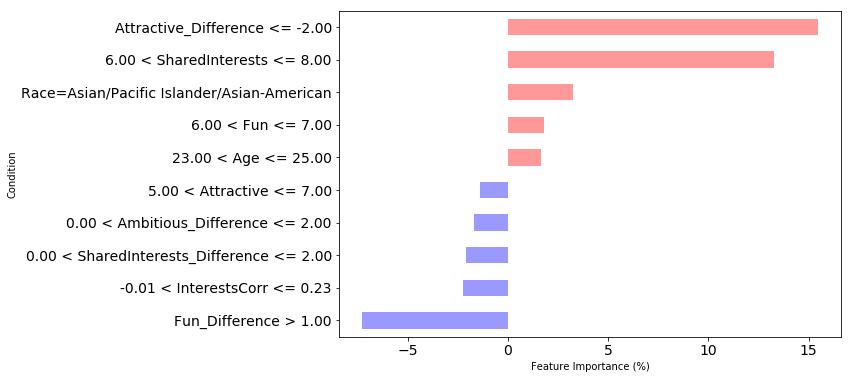 Attractive_Difference <= -2.00
6.00 < SharedInterests <= 8.00
Race=Asian/Pacific Islander/Asian-American
6.00 < Fun <= 7.00
23.00 < Age <= 25.00
5.00 < Attractive <= 7.00
0.00 < Ambitious_Difference <= 2.00
0.00 < SharedInterests_Difference <= 2.00
-0.01 < InterestsCorr <= 0.23
Fun_Difference > 1.00
Condition
−5 0 5 10 15
Feature Importance (%)